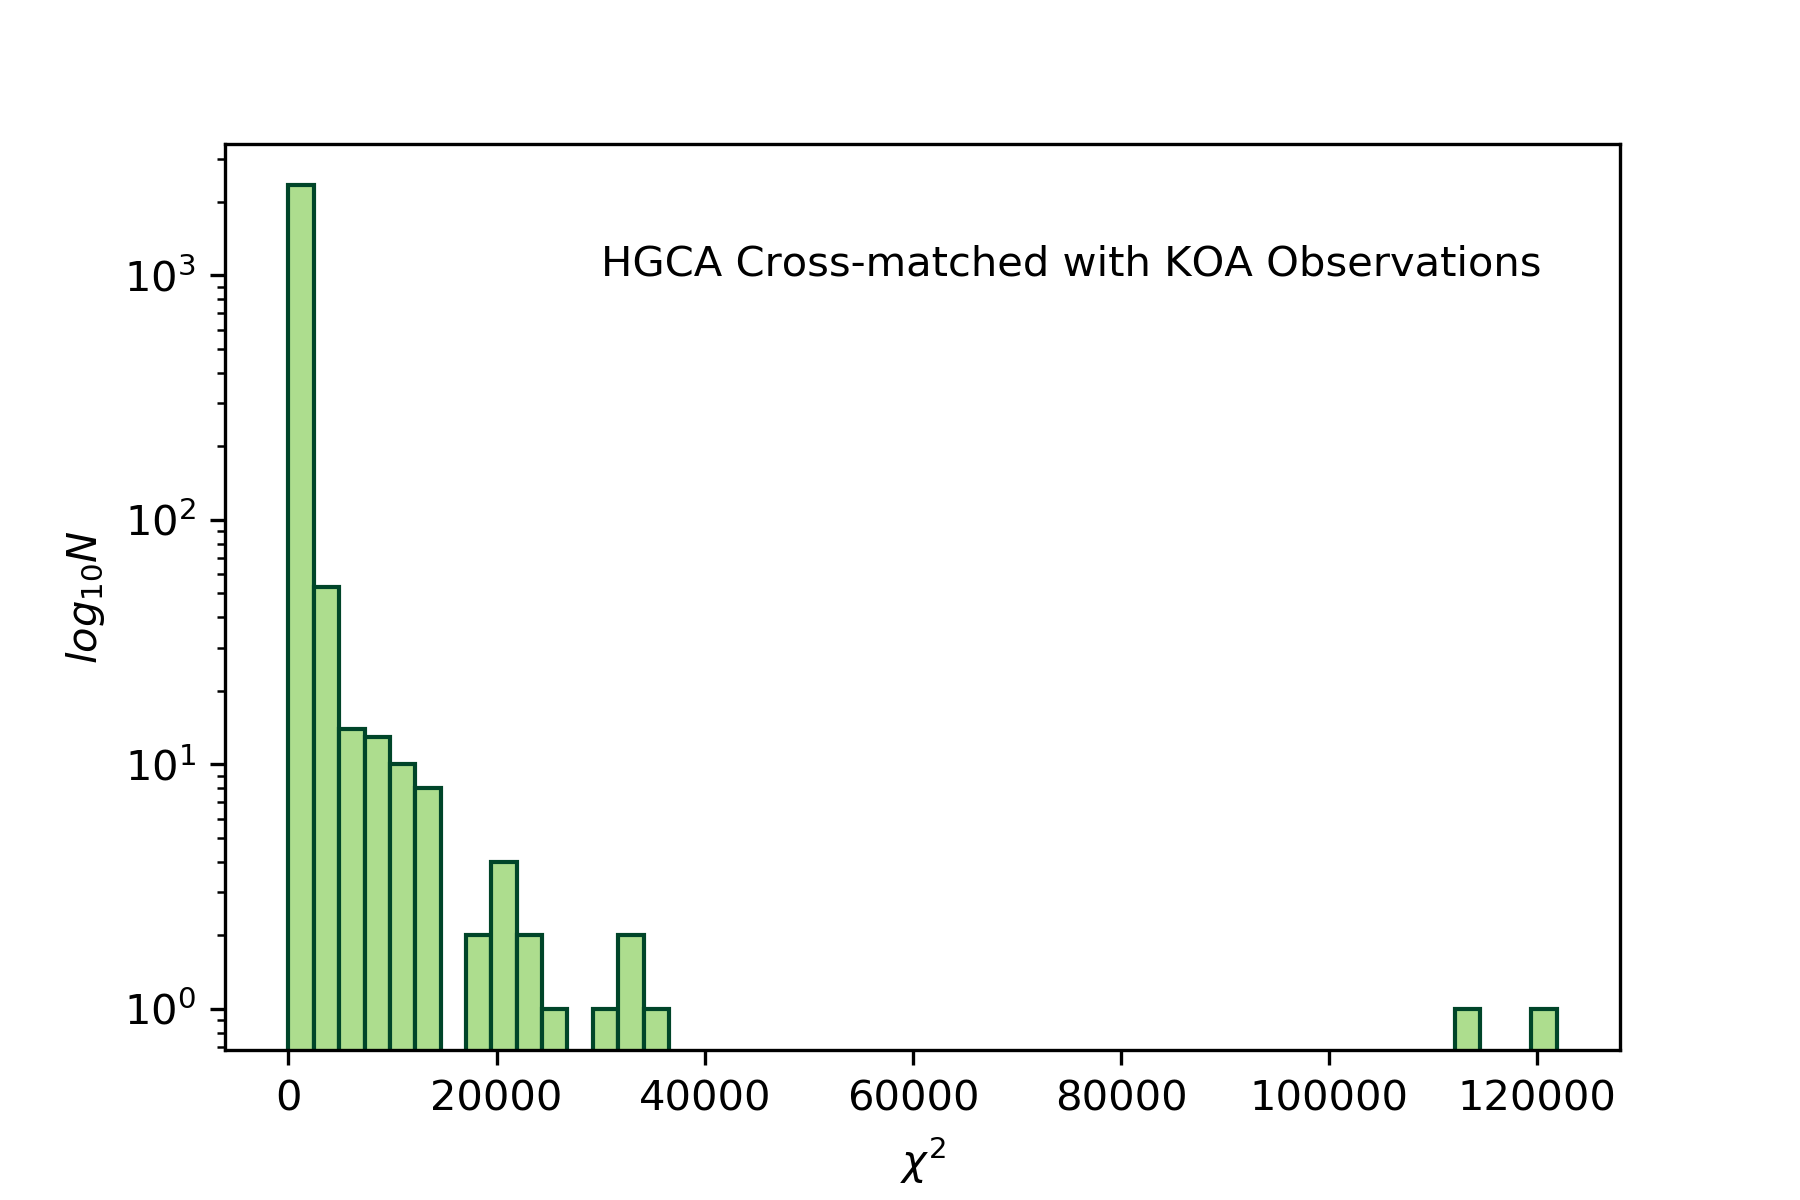 HGCA Cross-matched with KOA Observations
10³
10²
10¹
10⁰
log₁₀N
0 20000 40000 60000 80000 100000 120000
χ²